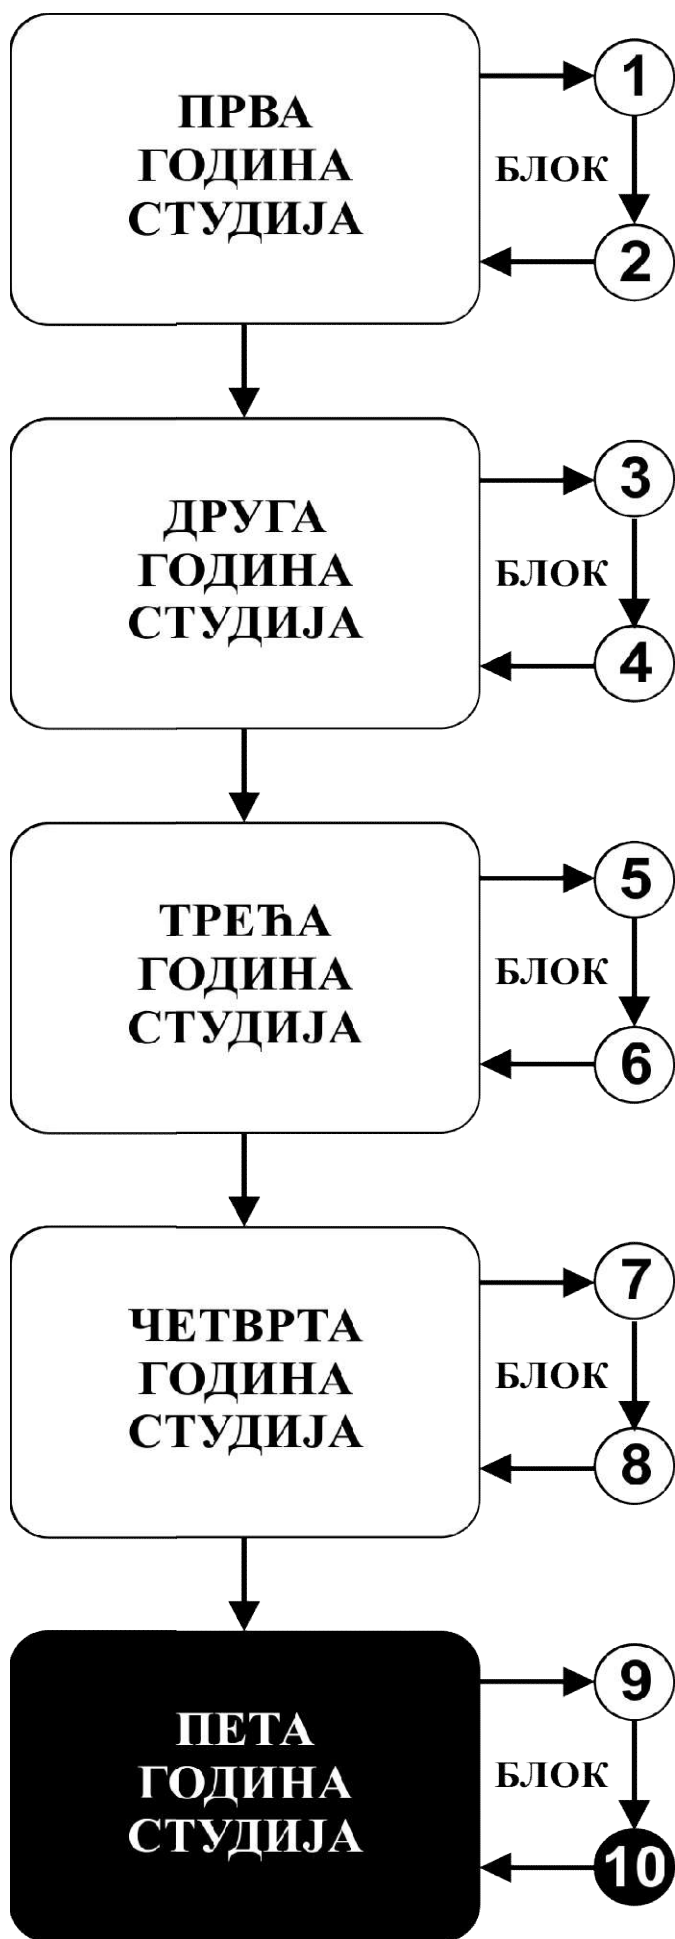 ПРВА
ГОДИНА
СТУДИЈА
1
БЛОК
2
ДРУГА
ГОДИНА
СТУДИЈА
3
БЛОК
4
ТРЕЋА
ГОДИНА
СТУДИЈА
5
БЛОК
6
ЧЕТВРТА
ГОДИНА
СТУДИЈА
7
БЛОК
8
ПЕТА
ГОДИНА
СТУДИЈА
9
БЛОК
10